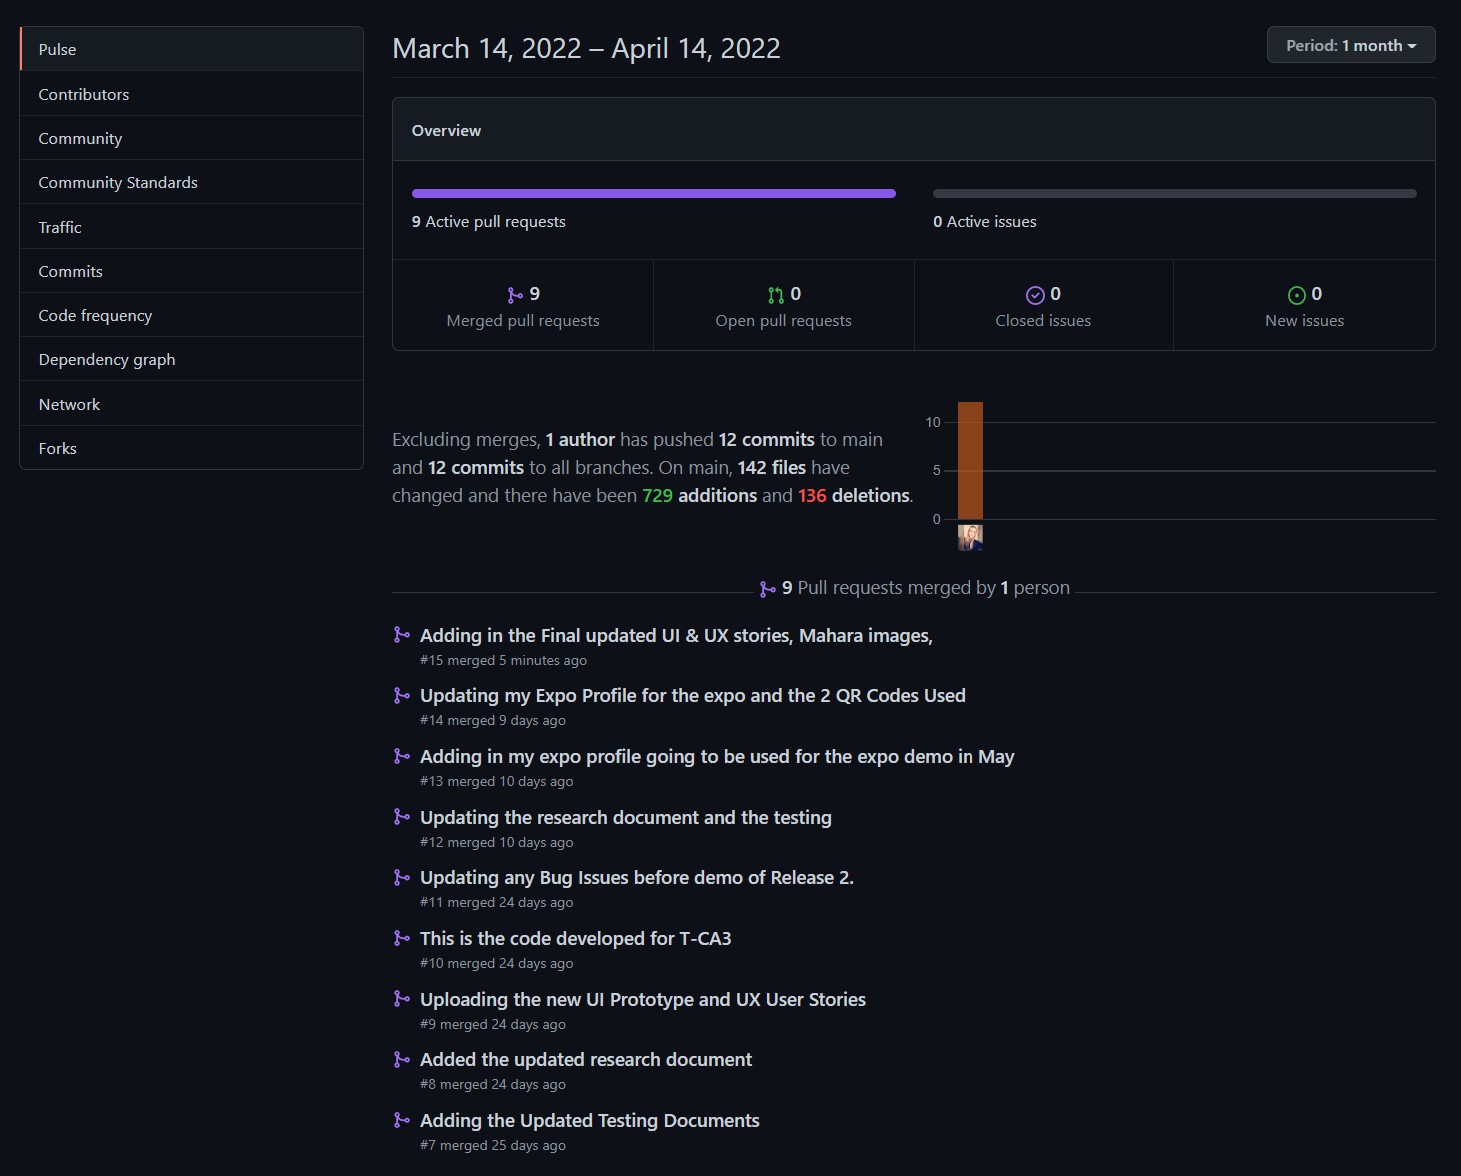 Pulse
Contributors
Community
Community Standards
Traffic
Commits
Code frequency
Dependency graph
Network
Forks
March 14, 2022 – April 14, 2022
Period: 1 month
Overview
9 Active pull requests
0 Active issues
9
Merged pull requests
0
Open pull requests
0
Closed issues
0
New issues
Excluding merges, 1 author has pushed 12 commits to main
and 12 commits to all branches. On main, 142 files have
changed and there have been 729 additions and 136 deletions.
10
5
0
9 Pull requests merged by 1 person
Adding in the Final updated UI & UX stories, Mahara images,
#15 merged 5 minutes ago
Updating my Expo Profile for the expo and the 2 QR Codes Used
#14 merged 9 days ago
Adding in my expo profile going to be used for the expo demo in May
#13 merged 10 days ago
Updating the research document and the testing
#12 merged 10 days ago
Updating any Bug Issues before demo of Release 2.
#11 merged 24 days ago
This is the code developed for T-CA3
#10 merged 24 days ago
Uploading the new UI Prototype and UX User Stories
#9 merged 24 days ago
Added the updated research document
#8 merged 24 days ago
Adding the Updated Testing Documents
#7 merged 25 days ago